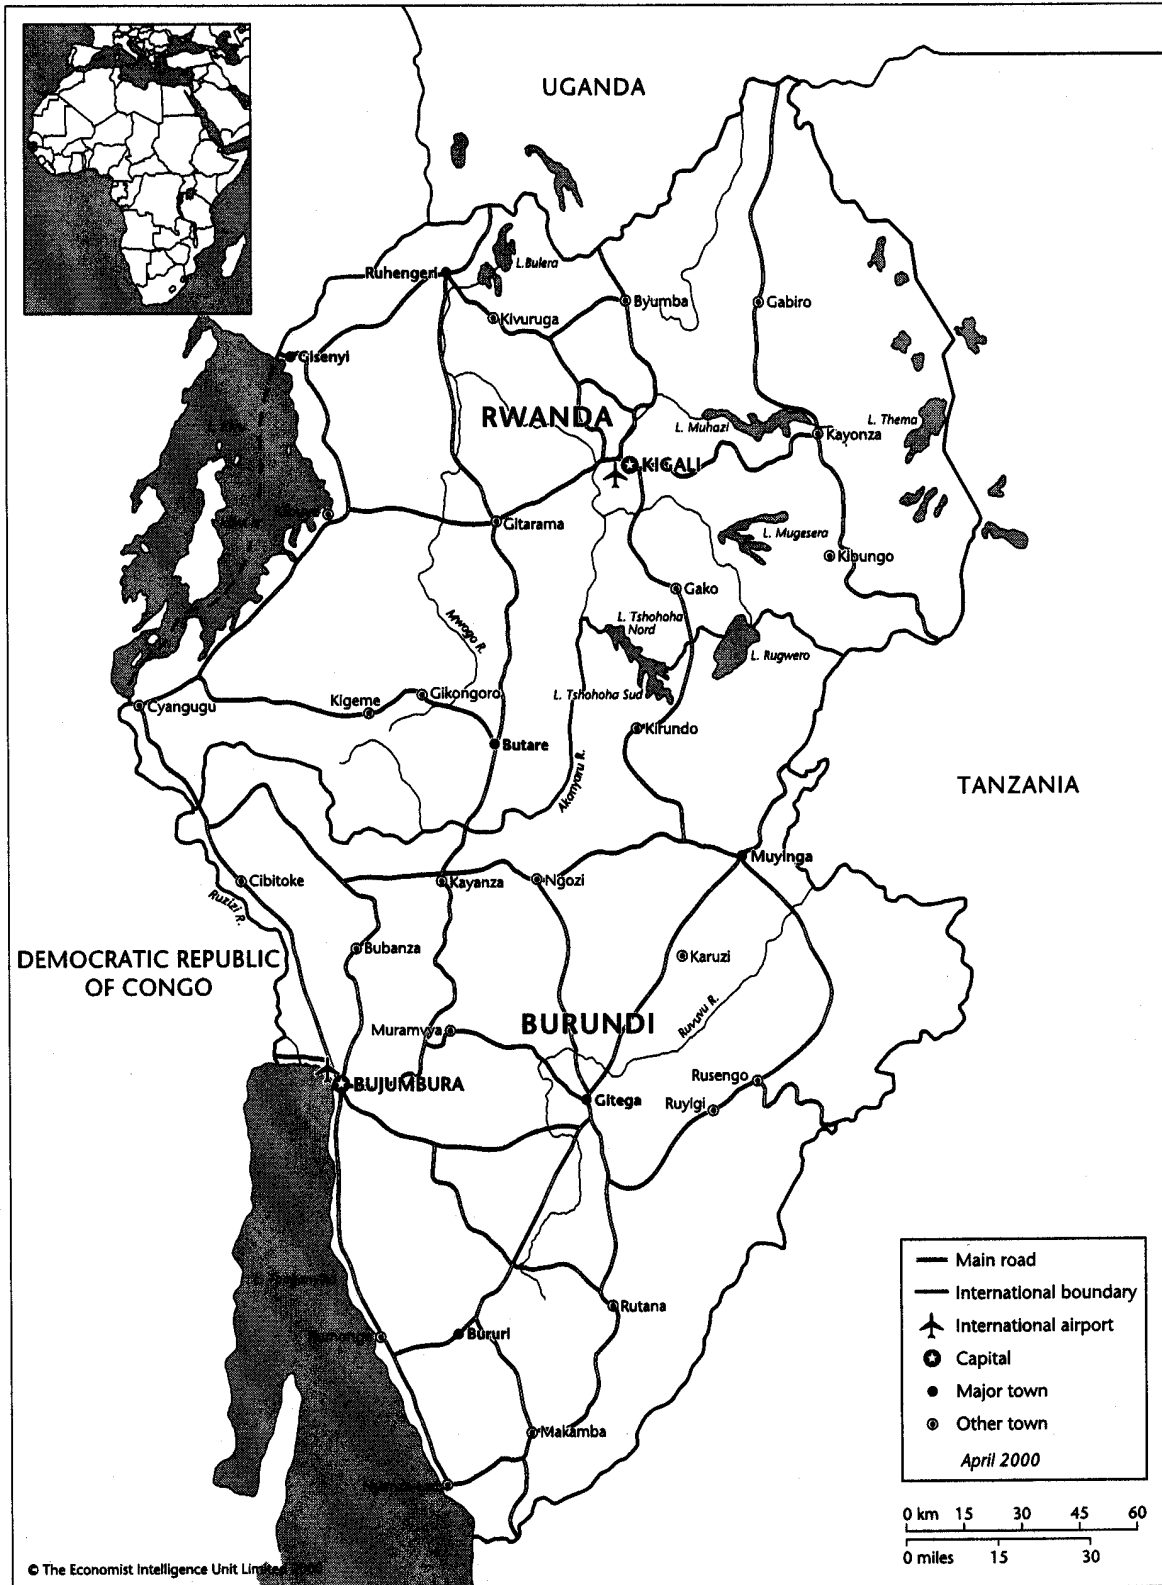 UGANDA
L.Bulera
Ruhengeri
Byumba
Gabiro
Kivuruga
Gisenyi
RWANDA
L. Muhazi
L. Thema
Kayonza
KIGALI
Gitarama
L. Mugesera
Kibungo
Gako
Mwogo R.
L. Tshohoha
Nord
L. Rugwero
L. Tshohoha Sud
Kigeme
Gikongoro
Cyangugu
Kirundo
Butare
Akanyaru R.
TANZANIA
Muyinga
Cibitoke
Kayanza
Ngozi
Ruzizi R.
Bubanza
Karuzi
DEMOCRATIC REPUBLIC
OF CONGO
Ruvuvu R.
Muramvya
BURUNDI
Rusengo
BUJUMBURA
Gitega
Ruyigi
Rutana
Bururi
Makamba
Main road
International boundary
International airport
Capital
Major town
Other town
April 2000
0 km 15 30 45 60
0 miles 15 30
© The Economist Intelligence Unit Limited 2000